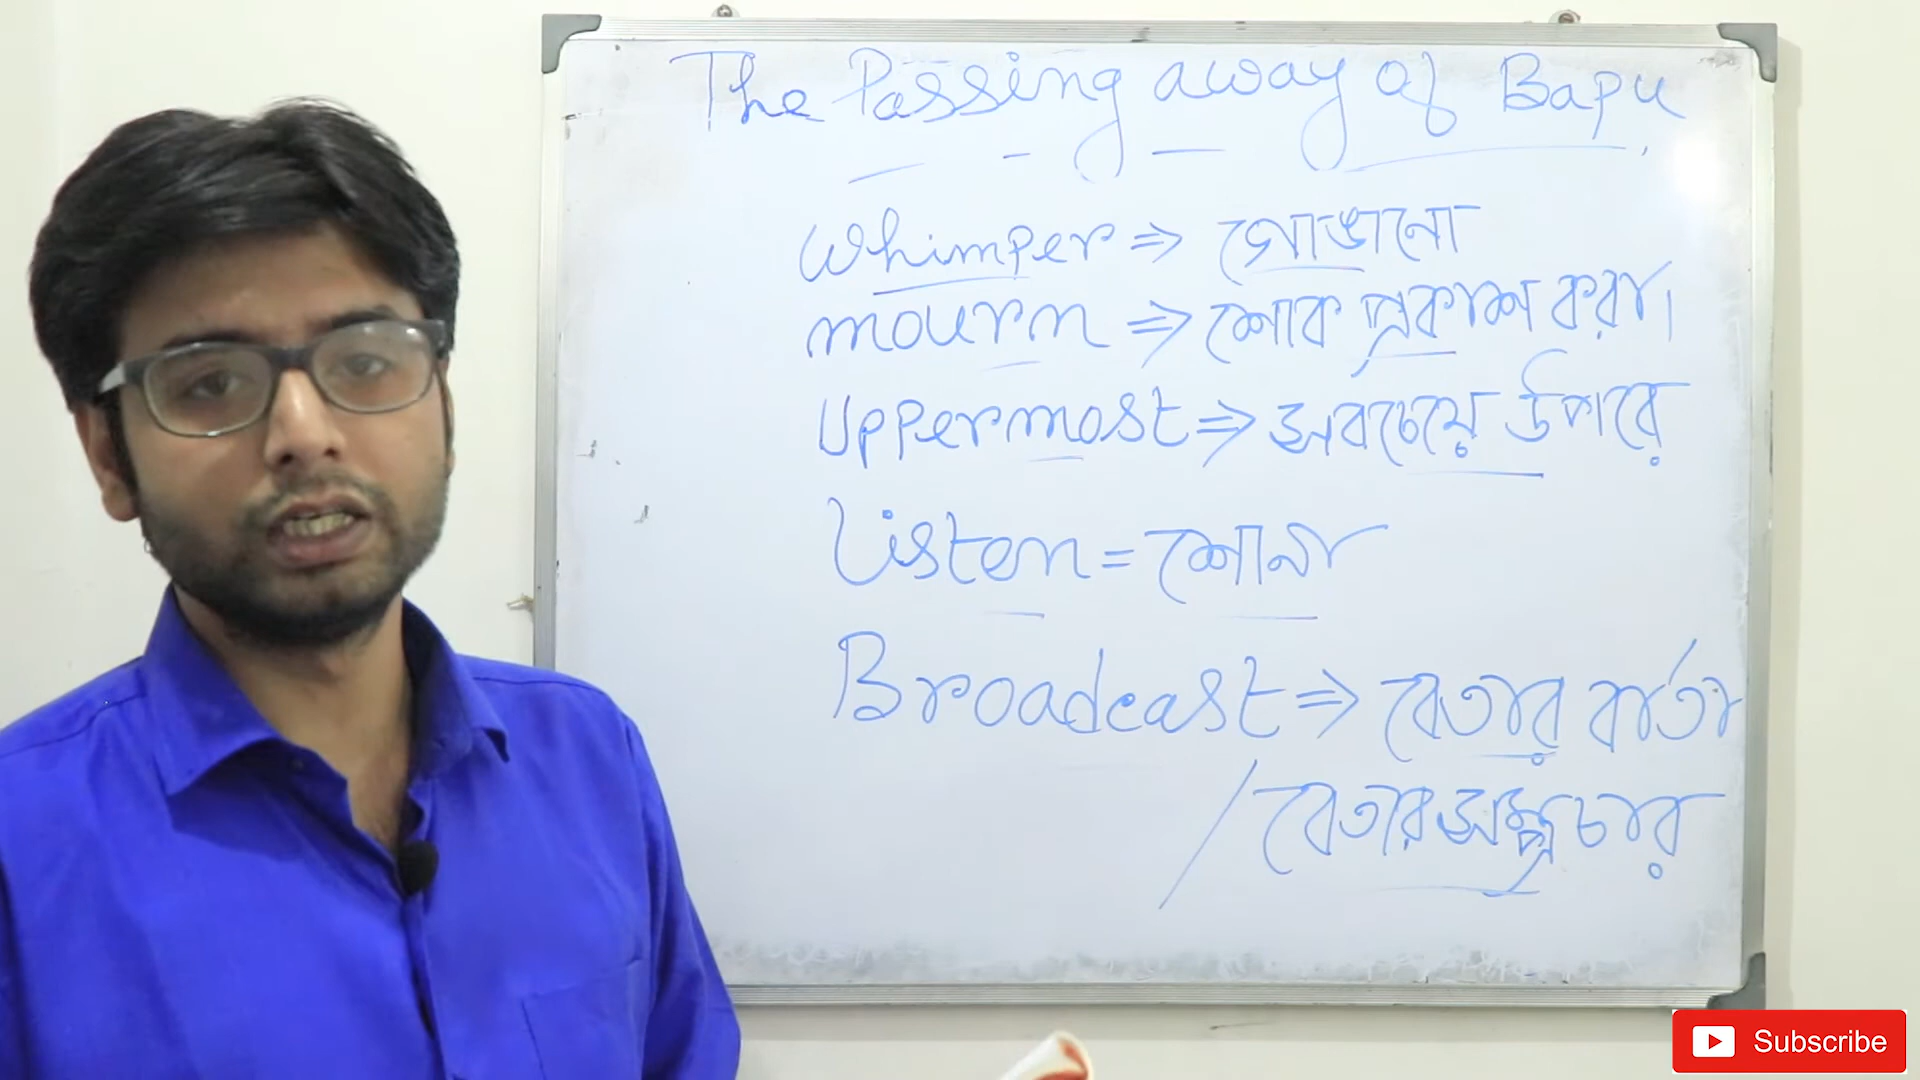 The Passing away of Bapu
Whimper ⇒ গোঙানো
mourn ⇒ শোক প্রকাশ করা।
Uppermost ⇒ সবচেয়ে উপরে
Listen = শোনা
Broadcast ⇒ বেতার বার্তা
/ বেতার সম্প্রচার
Subscribe